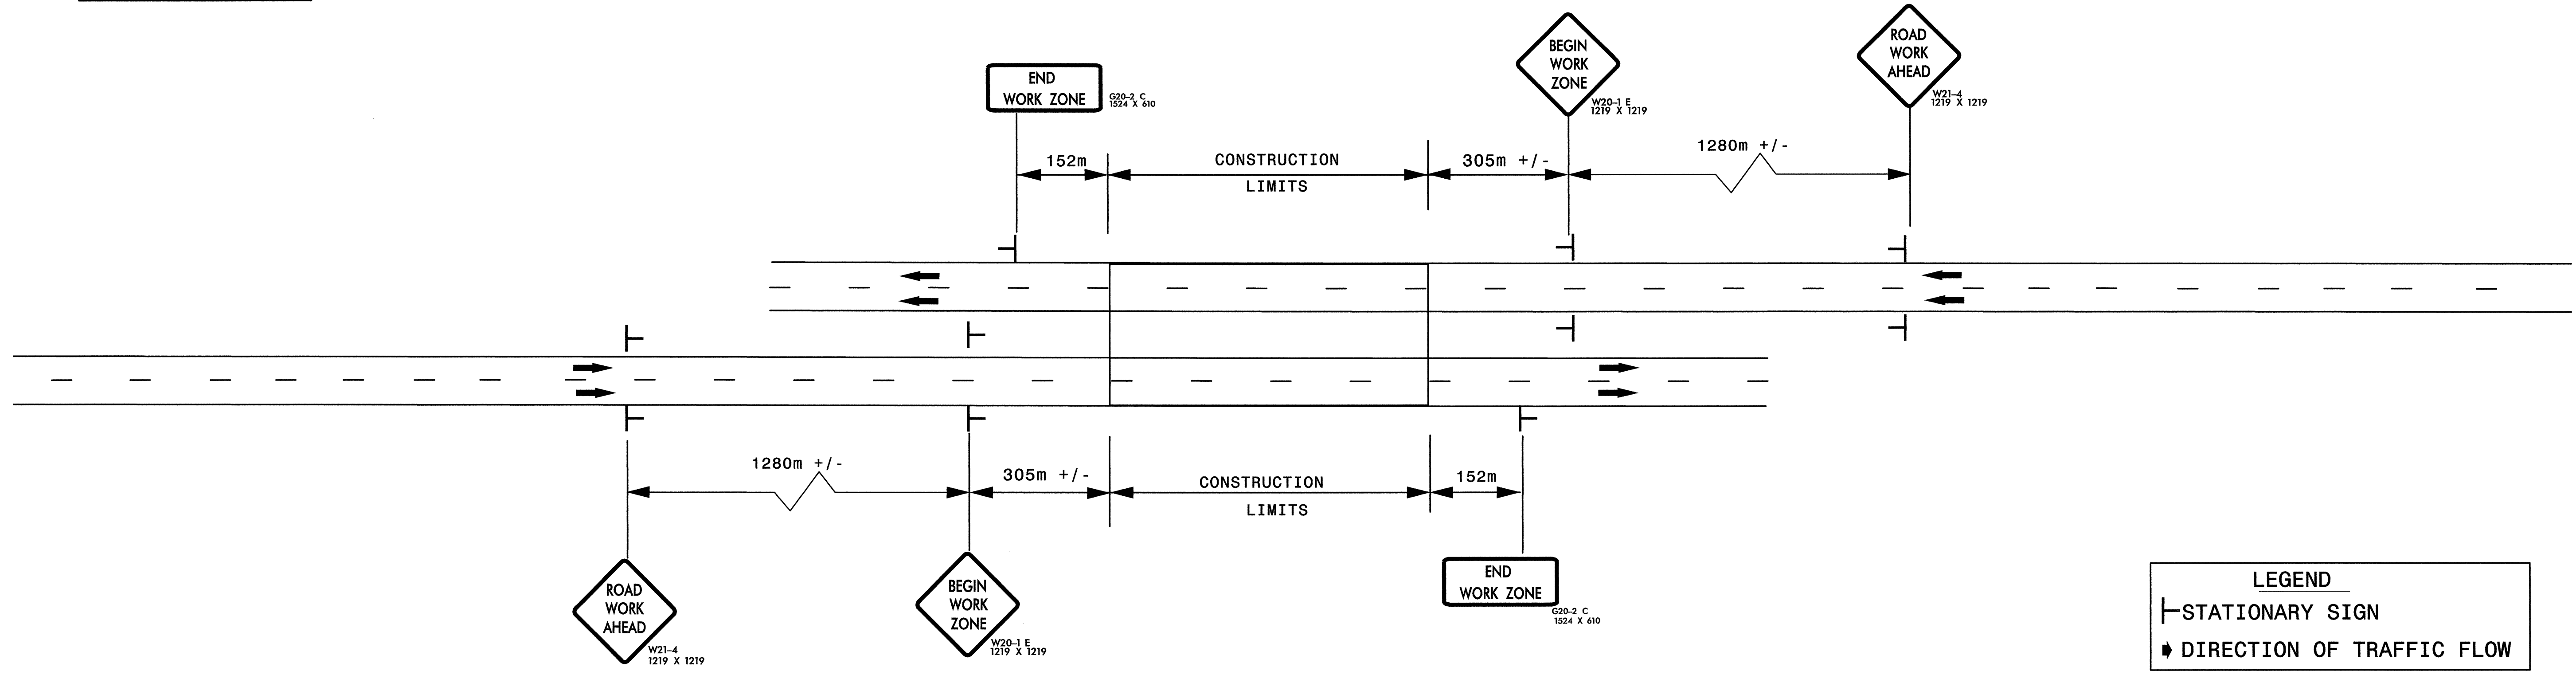 END
WORK ZONE
G20-2 C
1524 X 610
BEGIN
WORK
ZONE
W20-1 E
1219 X 1219
ROAD
WORK
AHEAD
W21-4
1219 X 1219
152m
CONSTRUCTION
LIMITS
305m +/-
1280m +/-
1280m +/-
305m +/-
CONSTRUCTION
LIMITS
152m
ROAD
WORK
AHEAD
W21-4
1219 X 1219
BEGIN
WORK
ZONE
W20-1 E
1219 X 1219
END
WORK ZONE
G20-2 C
1524 X 610
LEGEND
STATIONARY SIGN
DIRECTION OF TRAFFIC FLOW